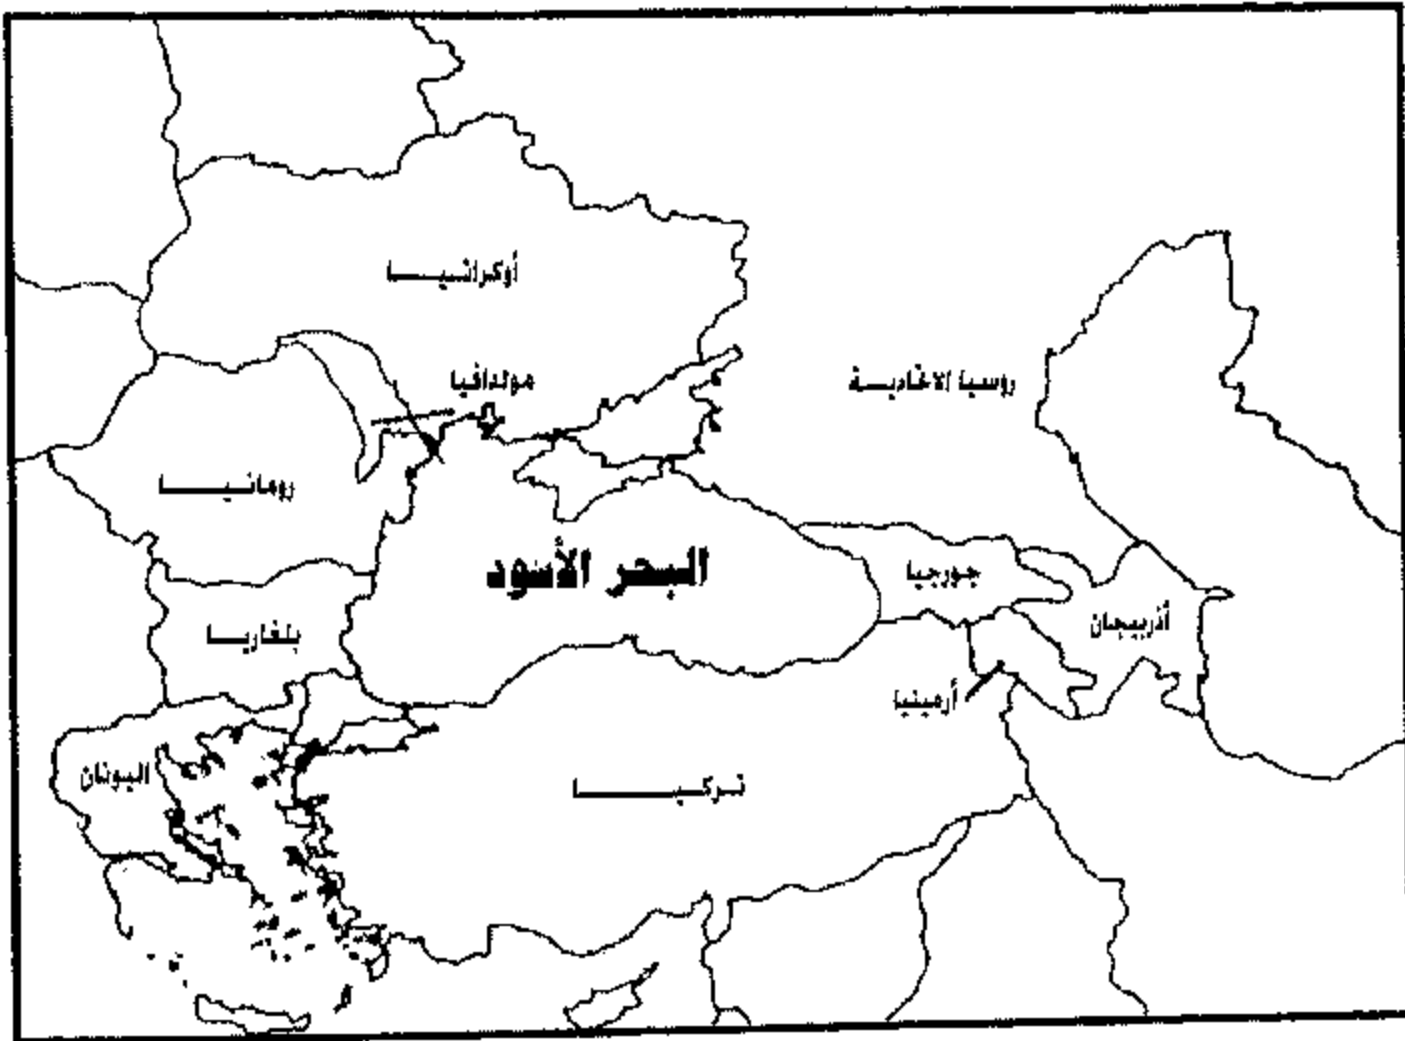 أوكرانيا
مولدافيا
روسيا الاتحادية
رومانيا
البحر الأسود
جورجيا
أذربيجان
بلغاريا
أرمينيا
اليونان
تركيا